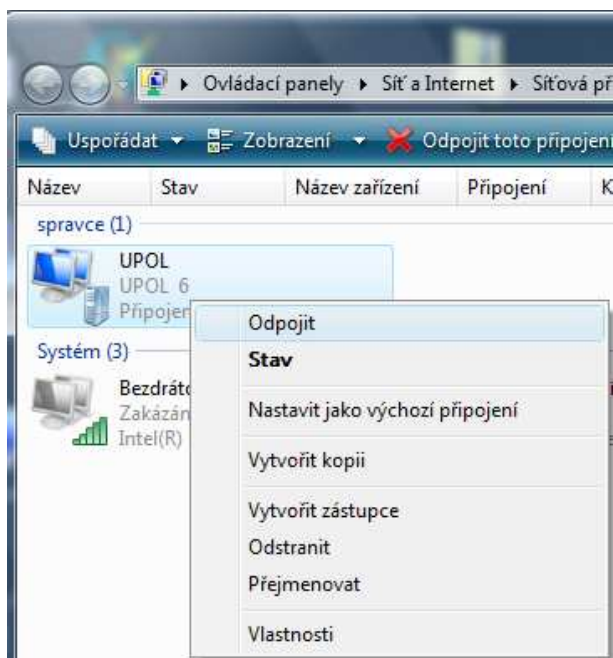 Ovládací panely Síť a Internet Síťová př
Uspořádat Zobrazení Odpojit toto připojení
Název Stav Název zařízení Připojení K
spravce (1)
UPOL
UPOL 6
Připojen
Odpojit
Systém (3)
Stav
Bezdráto
Zakázán
Nastavit jako výchozí připojení
Intel(R)
Vytvořit kopii
Vytvořit zástupce
Odstranit
Přejmenovat
Vlastnosti